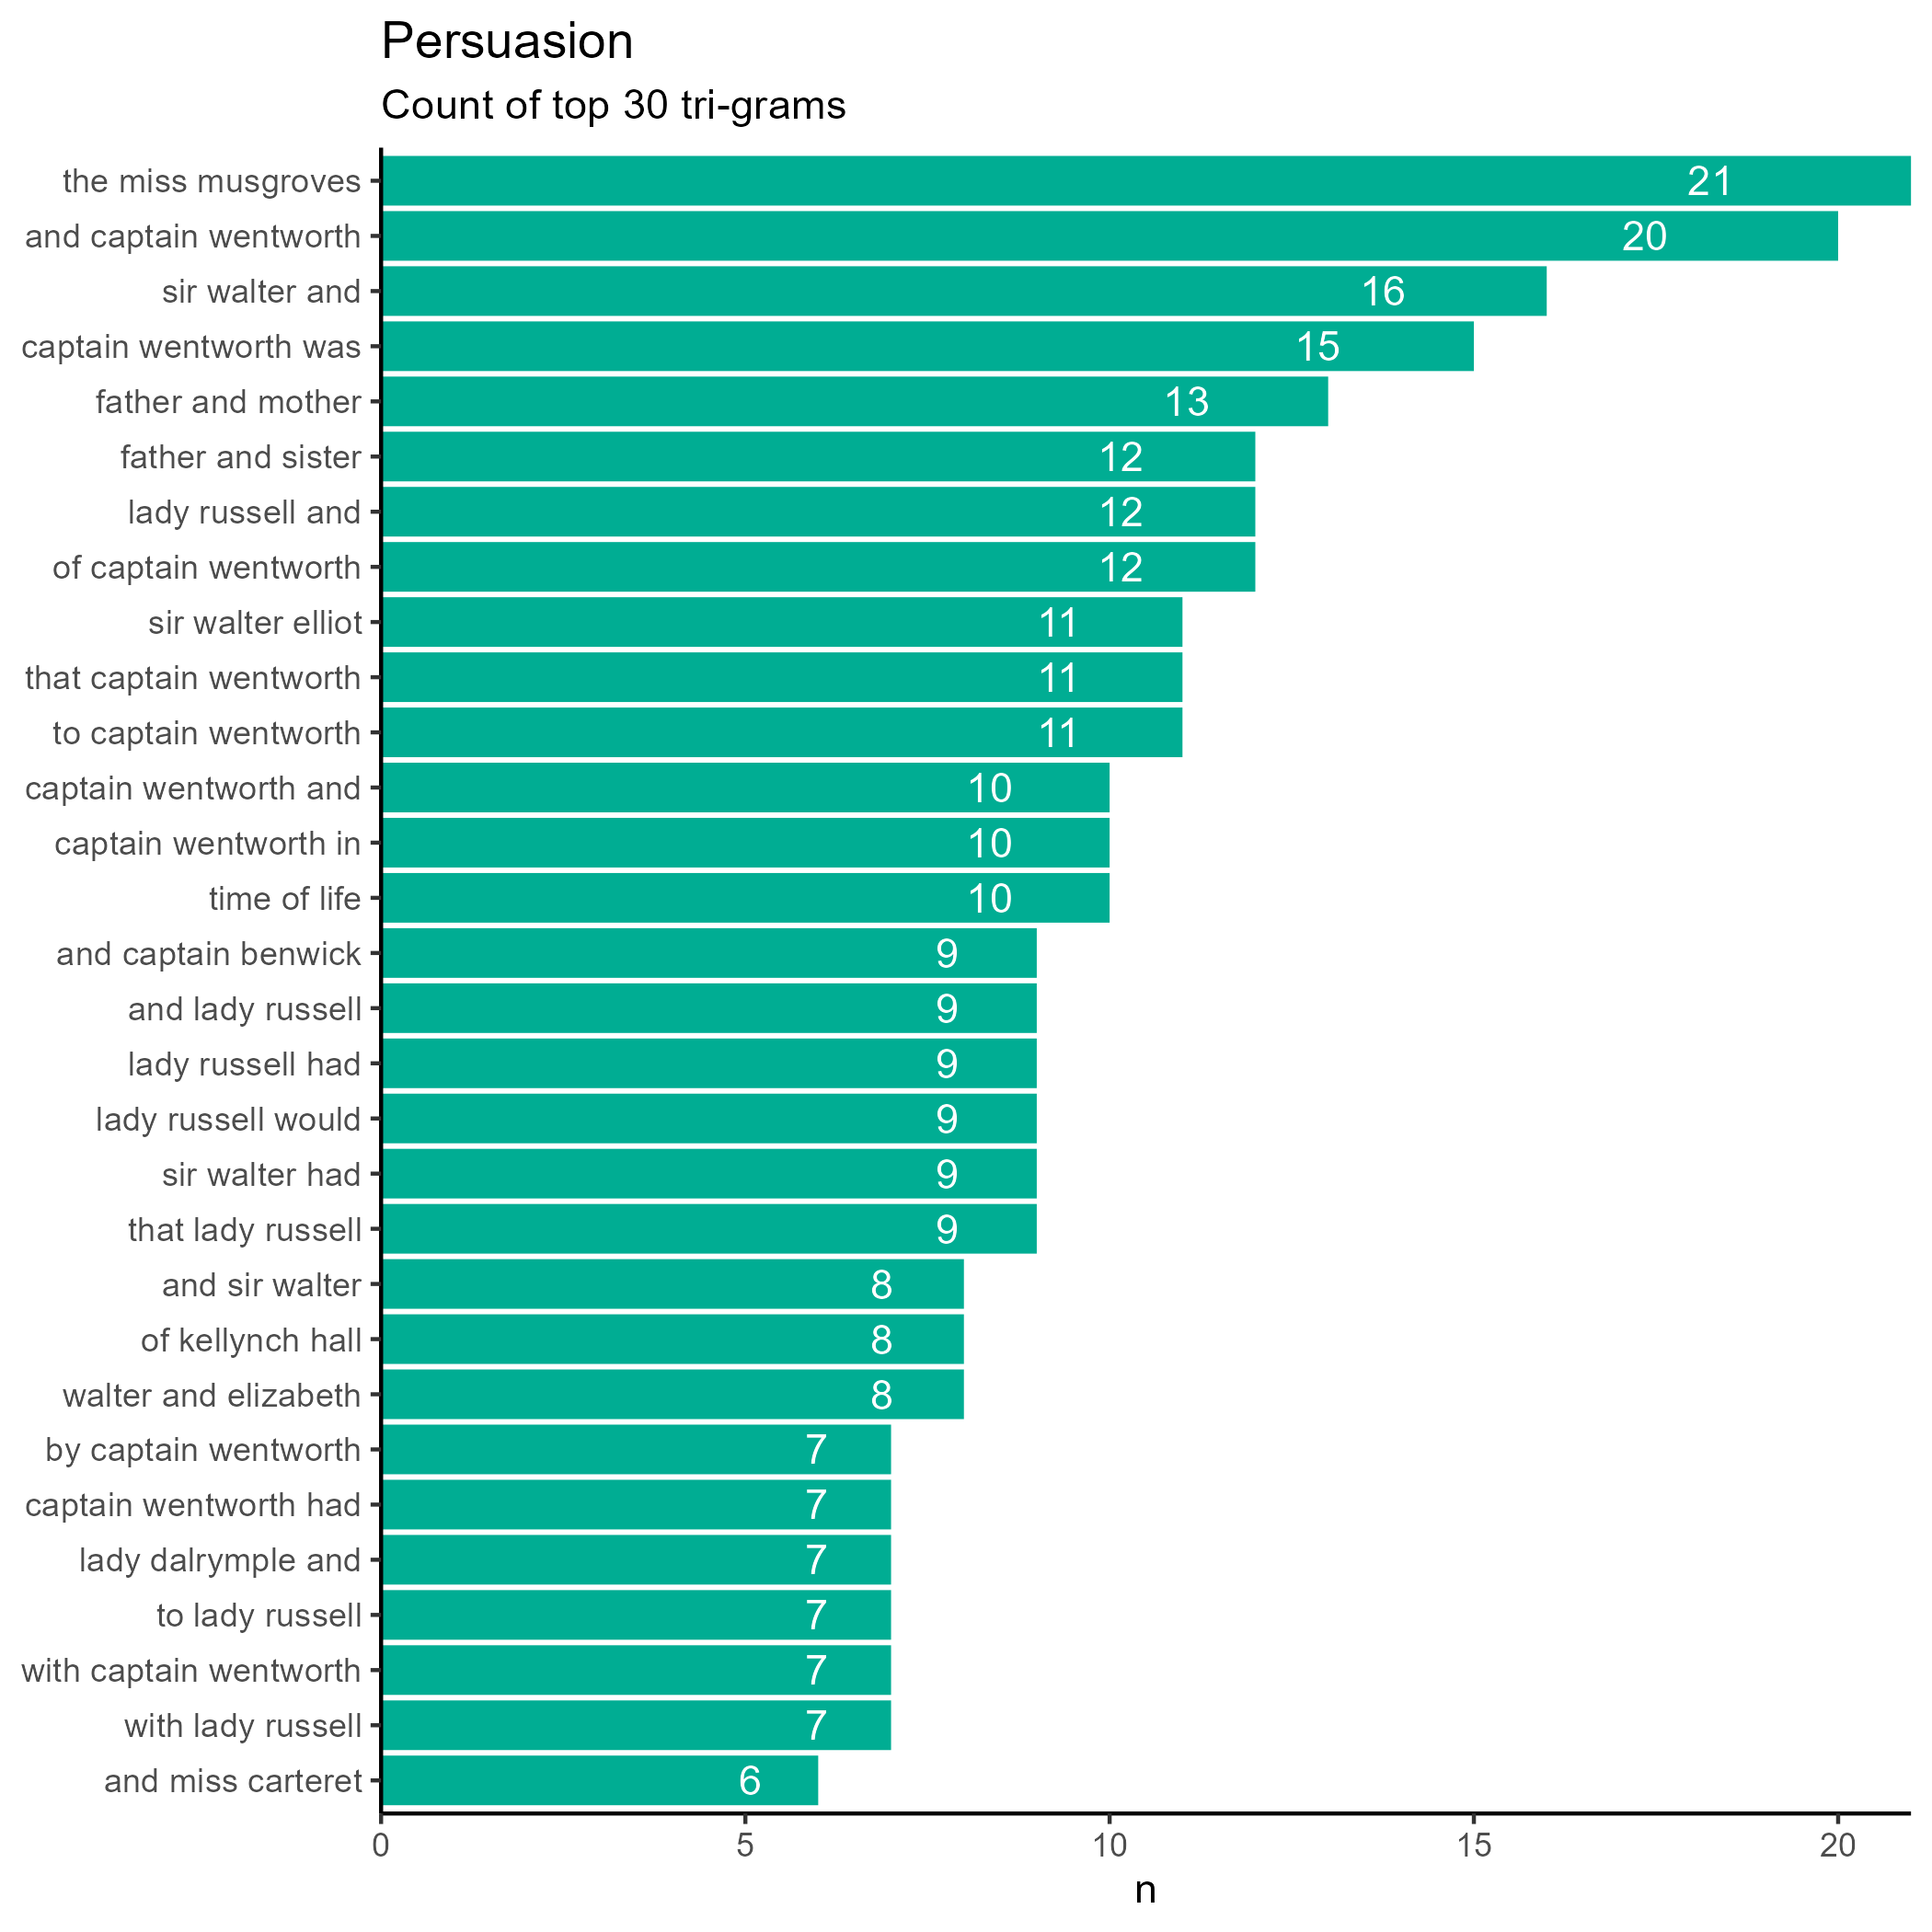 Persuasion
Count of top 30 tri-grams
the miss musgroves 21
and captain wentworth 20
sir walter and 16
captain wentworth was 15
father and mother 13
father and sister 12
lady russell and 12
of captain wentworth 12
sir walter elliot 11
that captain wentworth 11
to captain wentworth 11
captain wentworth and 10
captain wentworth in 10
time of life 10
and captain benwick 9
and lady russell 9
lady russell had 9
lady russell would 9
sir walter had 9
that lady russell 9
and sir walter 8
of kellynch hall 8
walter and elizabeth 8
by captain wentworth 7
captain wentworth had 7
lady dalrymple and 7
to lady russell 7
with captain wentworth 7
with lady russell 7
and miss carteret 6
0 5 10 15 20
n